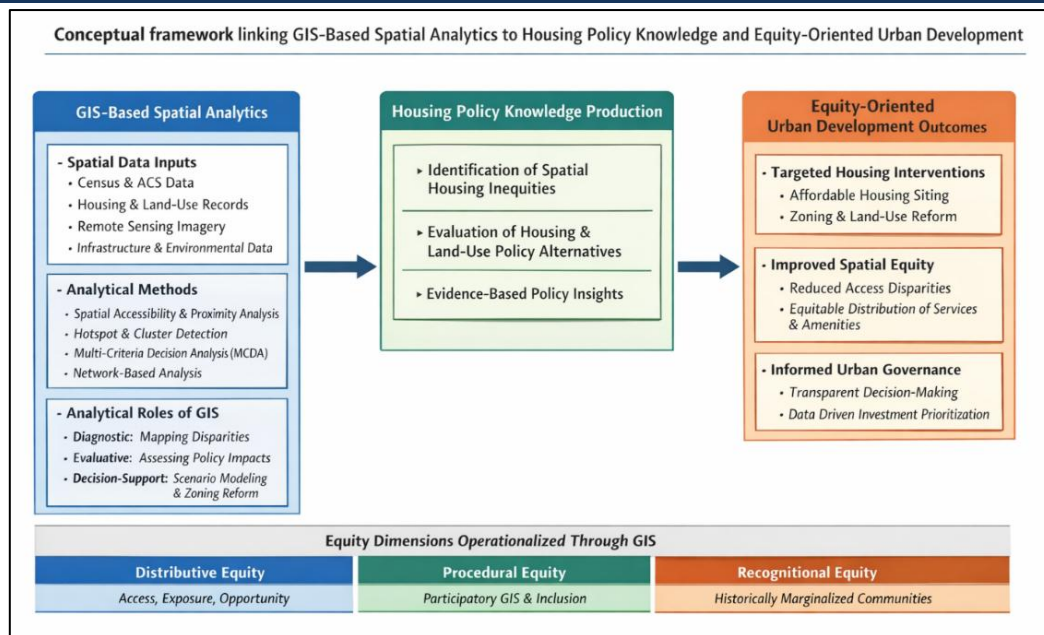 Conceptual framework linking GIS-Based Spatial Analytics to Housing Policy Knowledge and Equity-Oriented Urban Development
GIS-Based Spatial Analytics
- Spatial Data Inputs
• Census & ACS Data
• Housing & Land-Use Records
• Remote Sensing Imagery
• Infrastructure & Environmental Data
- Analytical Methods
• Spatial Accessibility & Proximity Analysis
• Hotspot & Cluster Detection
• Multi-Criteria Decision Analysis (MCDA)
• Network-Based Analysis
- Analytical Roles of GIS
• Diagnostic: Mapping Disparities
• Evaluative: Assessing Policy Impacts
• Decision-Support: Scenario Modeling
& Zoning Reform
Housing Policy Knowledge Production
▸ Identification of Spatial
Housing Inequities
▸ Evaluation of Housing &
Land-Use Policy Alternatives
▸ Evidence-Based Policy Insights
Equity-Oriented
Urban Development Outcomes
· Targeted Housing Interventions
• Affordable Housing Siting
• Zoning & Land-Use Reform
· Improved Spatial Equity
• Reduced Access Disparities
• Equitable Distribution of Services
& Amenities
· Informed Urban Governance
• Transparent Decision-Making
• Data Driven Investment Prioritization
Equity Dimensions Operationalized Through GIS
Distributive Equity
Access, Exposure, Opportunity
Procedural Equity
Participatory GIS & Inclusion
Recognitional Equity
Historically Marginalized Communities